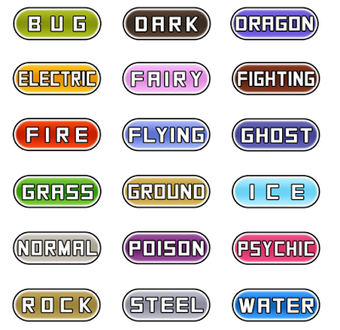 BUG DARK DRAGON
ELECTRIC FAIRY FIGHTING
FIRE FLYING GHOST
GRASS GROUND ICE
NORMAL POISON PSYCHIC
ROCK STEEL WATER